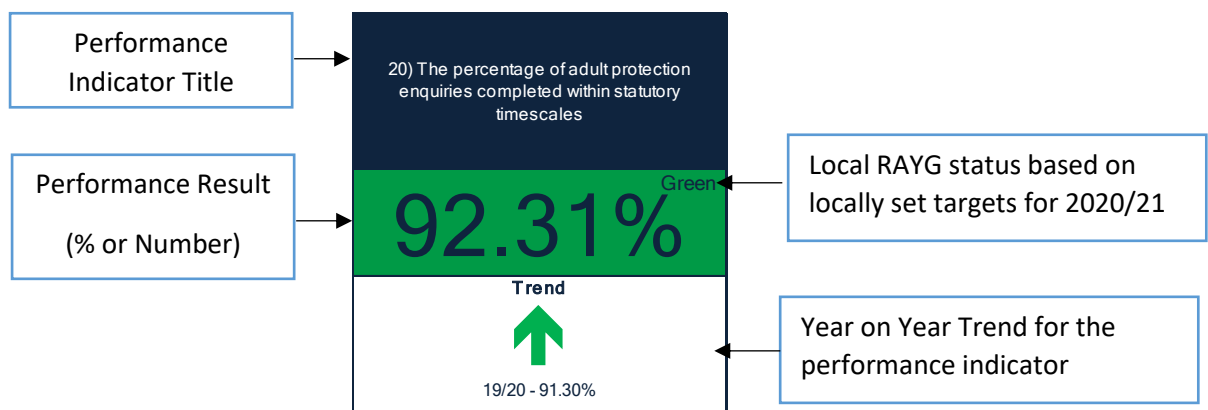 Performance
Indicator Title
20) The percentage of adult protection
enquiries completed within statutory
timescales
Performance Result
(% or Number)
Green
92.31%
Local RAYG status based on
locally set targets for 2020/21
Trend
19/20 - 91.30%
Year on Year Trend for the
performance indicator